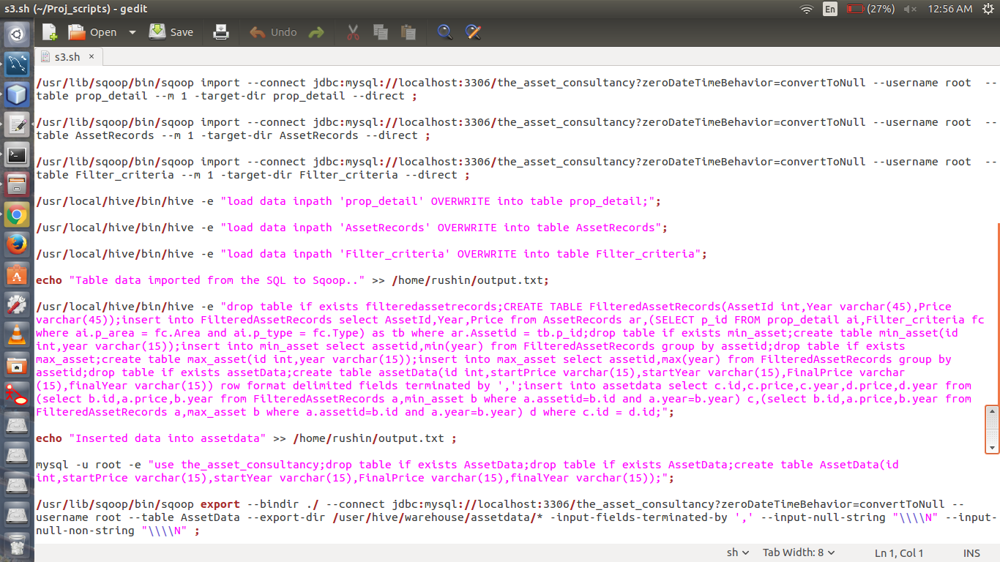 s3.sh (~/Proj_scripts) - gedit
En (27%) 12:56 AM
Open Save Undo
s3.sh ×
/usr/lib/sqoop/bin/sqoop import --connect jdbc:mysql://localhost:3306/the_asset_consultancy?zeroDateTimeBehavior=convertToNull --username root  --
table prop_detail --m 1 -target-dir prop_detail --direct ;
/usr/lib/sqoop/bin/sqoop import --connect jdbc:mysql://localhost:3306/the_asset_consultancy?zeroDateTimeBehavior=convertToNull --username root  --
table AssetRecords --m 1 -target-dir AssetRecords --direct ;
/usr/lib/sqoop/bin/sqoop import --connect jdbc:mysql://localhost:3306/the_asset_consultancy?zeroDateTimeBehavior=convertToNull --username root  --
table Filter_criteria --m 1 -target-dir Filter_criteria --direct ;
/usr/local/hive/bin/hive -e "load data inpath 'prop_detail' OVERWRITE into table prop_detail;";
/usr/local/hive/bin/hive -e "load data inpath 'AssetRecords' OVERWRITE into table AssetRecords";
/usr/local/hive/bin/hive -e "load data inpath 'Filter_criteria' OVERWRITE into table Filter_criteria";
echo "Table data imported from the SQL to Sqoop.." >> /home/rushin/output.txt;
/usr/local/hive/bin/hive -e "drop table if exists filteredassetrecords;CREATE TABLE FilteredAssetRecords(AssetId int,Year varchar(45),Price
varchar(45));insert into FilteredAssetRecords select AssetId,Year,Price from AssetRecords ar,(SELECT p_id FROM prop_detail ai,Filter_criteria fc
where ai.p_area = fc.Area and ai.p_type = fc.Type) as tb where ar.Assetid = tb.p_id;drop table if exists min_asset;create table min_asset(id
int,year varchar(15));insert into min_asset select assetid,min(year) from FilteredAssetRecords group by assetid;drop table if exists
max_asset;create table max_asset(id int,year varchar(15));insert into max_asset select assetid,max(year) from FilteredAssetRecords group by
assetid;drop table if exists assetData;create table assetData(id int,startPrice varchar(15),startYear varchar(15),FinalPrice varchar
(15),finalYear varchar(15)) row format delimited fields terminated by ',';insert into assetdata select c.id,c.price,c.year,d.price,d.year from
(select b.id,a.price,b.year from FilteredAssetRecords a,min_asset b where a.assetid=b.id and a.year=b.year) c,(select b.id,a.price,b.year from
FilteredAssetRecords a,max_asset b where a.assetid=b.id and a.year=b.year) d where c.id = d.id;";
echo "Inserted data into assetdata" >> /home/rushin/output.txt ;
mysql -u root -e "use the_asset_consultancy;drop table if exists AssetData;drop table if exists AssetData;create table AssetData(id
int,startPrice varchar(15),startYear varchar(15),FinalPrice varchar(15),finalYear varchar(15));";
/usr/lib/sqoop/bin/sqoop export --bindir ./ --connect jdbc:mysql://localhost:3306/the_asset_consultancy?zeroDateTimeBehavior=convertToNull --
username root --table AssetData --export-dir /user/hive/warehouse/assetdata/* -input-fields-terminated-by ',' --input-null-string "\\\\N" --input-
null-non-string "\\\\N" ;
sh Tab Width: 8 Ln 1, Col 1 INS